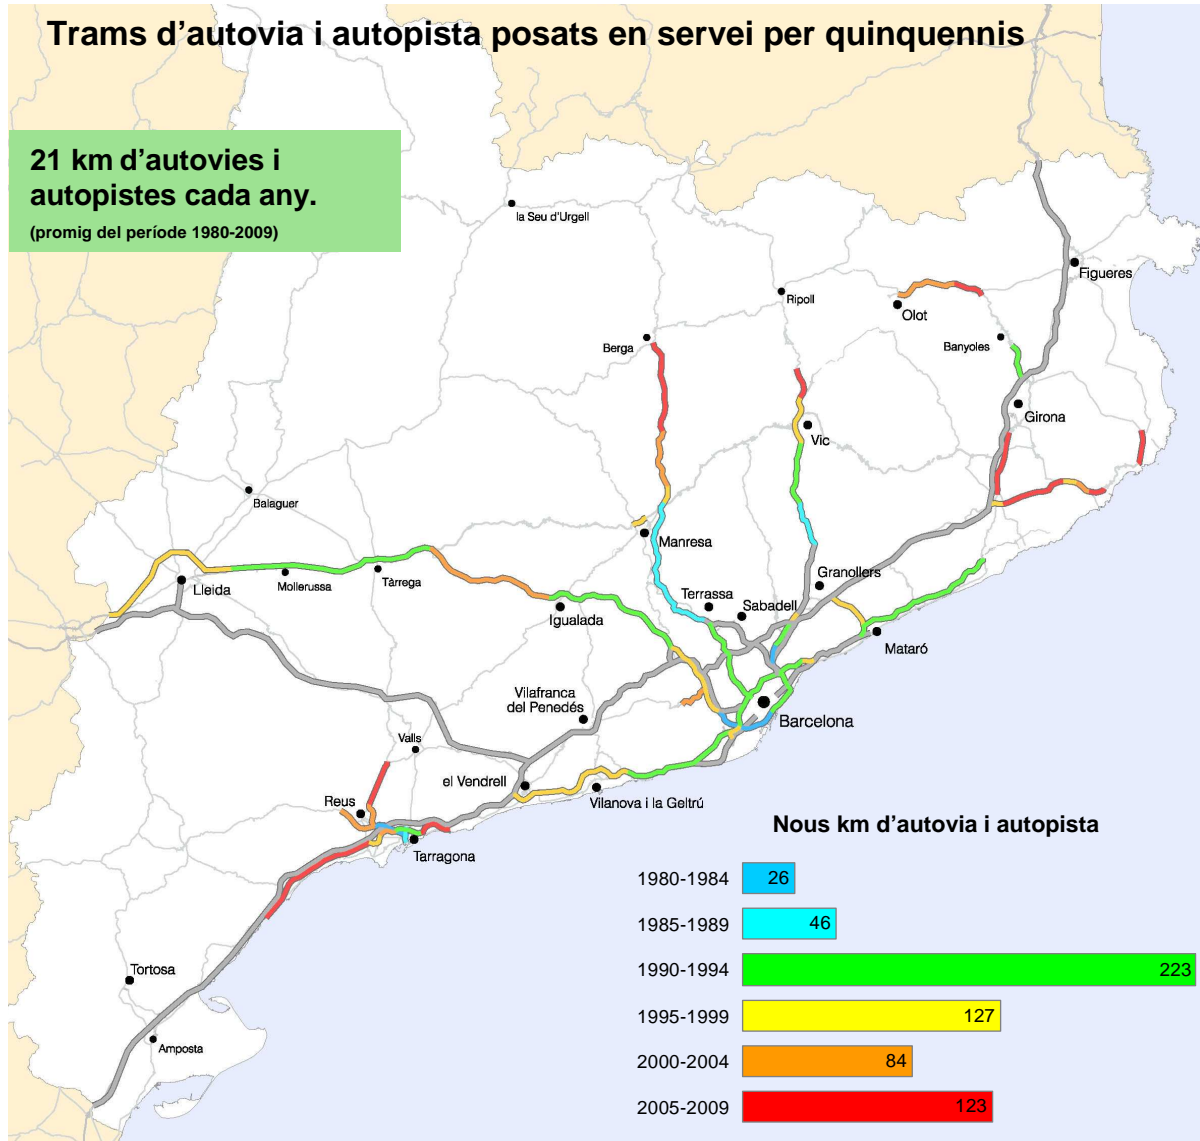 Trams d'autovia i autopista posats en servei per quinquennis
21 km d'autovies i
autopistes cada any.
(promig del període 1980-2009)
la Seu d'Urgell
Figueres
Ripoll
Olot
Berga
Banyoles
Girona
Vic
Balaguer
Manresa
Lleida
Mollerussa
Tàrrega
Igualada
Terrassa
Sabadell
Granollers
Mataró
Vilafranca
del Penedés
Barcelona
Valls
el Vendrell
Vilanova i la Geltrú
Reus
Tarragona
Tortosa
Amposta
Nous km d'autovia i autopista
1980-1984 26
1985-1989 46
1990-1994 223
1995-1999 127
2000-2004 84
2005-2009 123